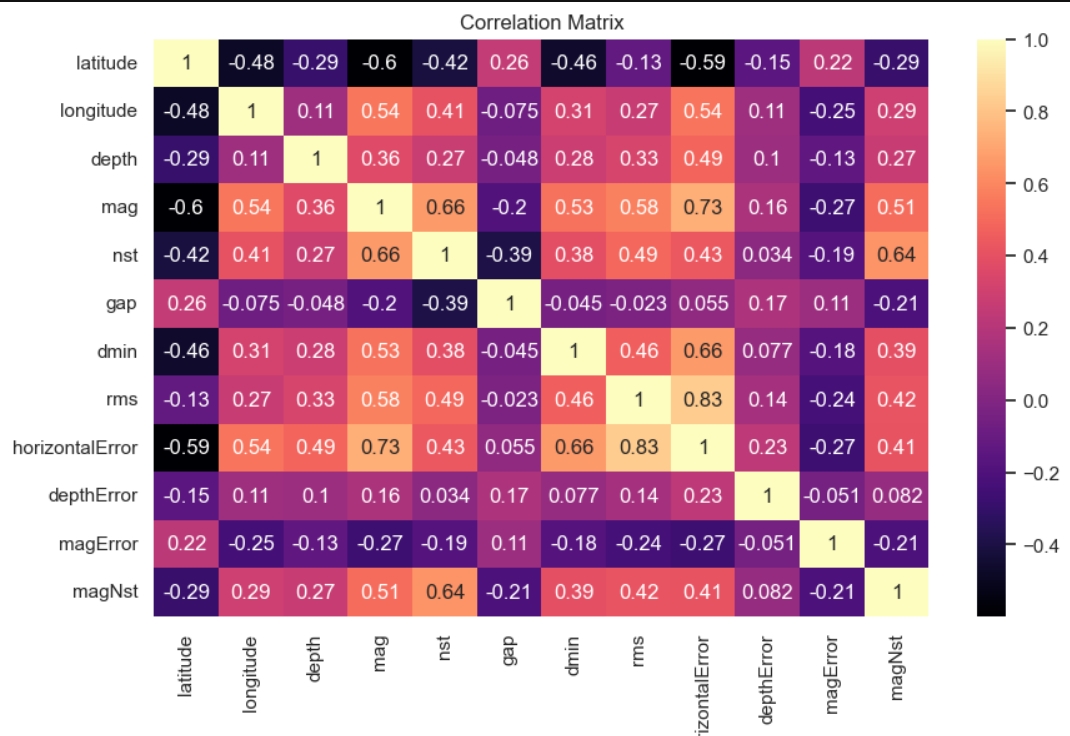 Correlation Matrix
latitude 1 -0.48 -0.29 -0.6 -0.42 0.26 -0.46 -0.13 -0.59 -0.15 0.22 -0.29
longitude -0.48 1 0.11 0.54 0.41 -0.075 0.31 0.27 0.54 0.11 -0.25 0.29
depth -0.29 0.11 1 0.36 0.27 -0.048 0.28 0.33 0.49 0.1 -0.13 0.27
mag -0.6 0.54 0.36 1 0.66 -0.2 0.53 0.58 0.73 0.16 -0.27 0.51
nst -0.42 0.41 0.27 0.66 1 -0.39 0.38 0.49 0.43 0.034 -0.19 0.64
gap 0.26 -0.075 -0.048 -0.2 -0.39 1 -0.045 -0.023 0.055 0.17 0.11 -0.21
dmin -0.46 0.31 0.28 0.53 0.38 -0.045 1 0.46 0.66 0.077 -0.18 0.39
rms -0.13 0.27 0.33 0.58 0.49 -0.023 0.46 1 0.83 0.14 -0.24 0.42
horizontalError -0.59 0.54 0.49 0.73 0.43 0.055 0.66 0.83 1 0.23 -0.27 0.41
depthError -0.15 0.11 0.1 0.16 0.034 0.17 0.077 0.14 0.23 1 -0.051 0.082
magError 0.22 -0.25 -0.13 -0.27 -0.19 0.11 -0.18 -0.24 -0.27 -0.051 1 -0.21
magNst -0.29 0.29 0.27 0.51 0.64 -0.21 0.39 0.42 0.41 0.082 -0.21 1
latitude longitude depth mag nst gap dmin rms rizontalError depthError magError magNst
1.0
0.8
0.6
0.4
0.2
0.0
−0.2
−0.4